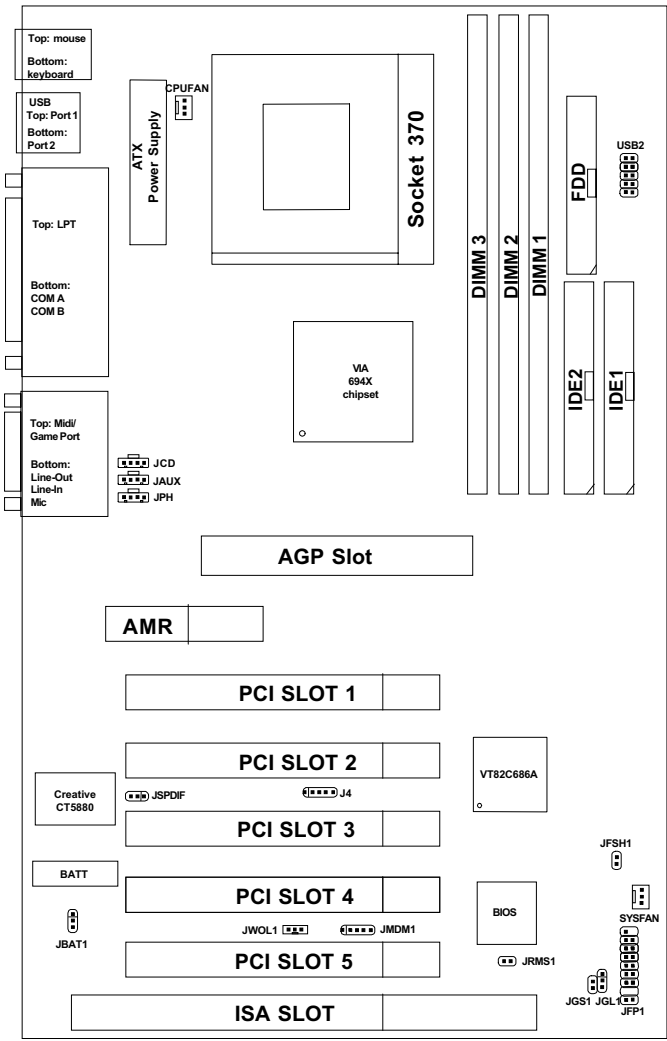 Top: mouse
Bottom:
keyboard
USB
Top: Port 1
Bottom:
Port 2
CPUFAN
ATX
Power Supply
Socket 370
Top: LPT
Bottom:
COM A
COM B
DIMM 3
DIMM 2
DIMM 1
FDD
USB2
IDE2
IDE1
VIA
694X
chipset
Top: Midi/
Game Port
Bottom:
Line-Out
Line-In
Mic
JCD
JAUX
JPH
AGP Slot
AMR
PCI SLOT 1
PCI SLOT 2
VT82C686A
Creative
CT5880
JSPDIF
J4
PCI SLOT 3
JFSH1
BATT
PCI SLOT 4
BIOS
SYSFAN
JBAT1
JWOL1
JMDM1
PCI SLOT 5
JRMS1
JGS1
JGL1
JFP1
ISA SLOT